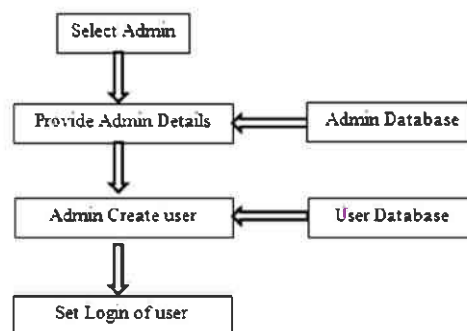 Select Admin
Provide Admin Details
Admin Database
Admin Create user
User Database
Set Login of user